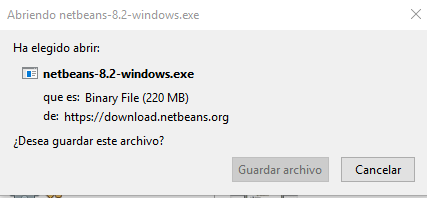 Abriendo netbeans-8.2-windows.exe
Ha elegido abrir:
netbeans-8.2-windows.exe
que es: Binary File (220 MB)
de: https://download.netbeans.org
¿Desea guardar este archivo?
Guardar archivo
Cancelar